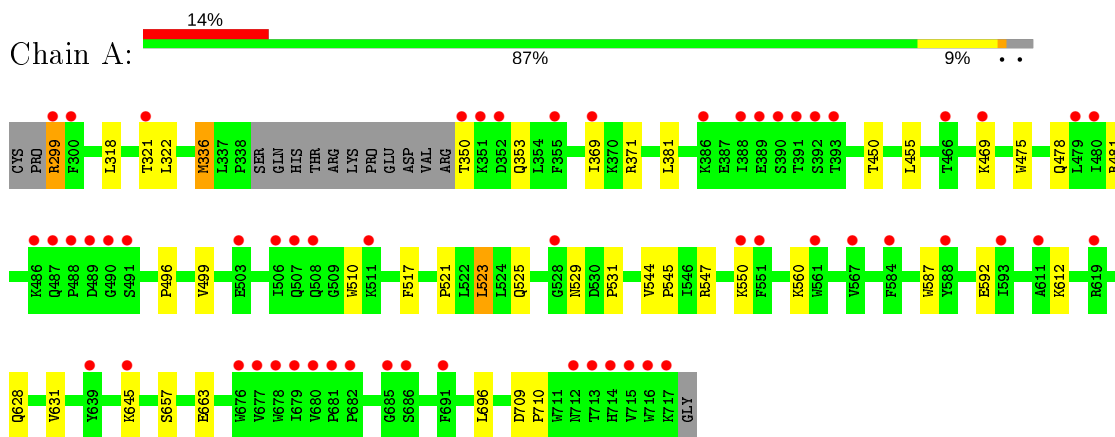 14%
Chain A:
87% 9% • •
CYS PRO R299 F300 L318 T321 L322 M336 L337 P338 SER GLN HIS THR ARG LYS PRO GLU ASP VAL ARG T350 K351 D352 Q353 L354 F355 I369 K370 R371 L381 K386 E387 I388 E389 S390 T391 S392 T393 T450 L455 T466 K469 W475 Q478 L479 I480 R481
K486 Q487 P488 D489 G490 S491 P496 V499 E503 I506 Q507 Q508 G509 W510 K511 F517 P521 L522 L523 L524 Q525 G528 N529 D530 P531 V544 P545 I546 R547 K550 F551 K560 W561 V567 F584 W587 Y588 E592 I593 A611 K612 R619
Q628 V631 Y639 K645 S657 E663 W676 V677 W678 I679 V680 P681 P682 G685 S686 F691 L696 D709 P710 W711 N712 T713 H714 V715 W716 K717 GLY